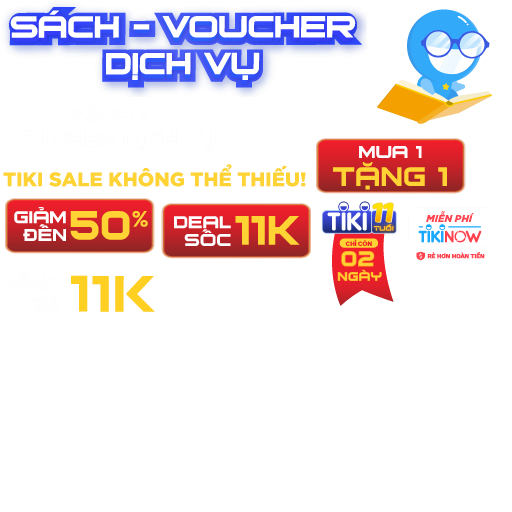 SÁCH - VOUCHER
DỊCH VỤ
MUA 1
TẶNG 1
TIKI SALE KHÔNG THỂ THIẾU!
GIẢM
ĐẾN 50%
DEAL
SỐC 11K
TIKI 11
TUỔI
CHỈ CÒN
02
NGÀY
MIỄN PHÍ
TIKINOW
$ RẺ HƠN HOÀN TIỀN
11K